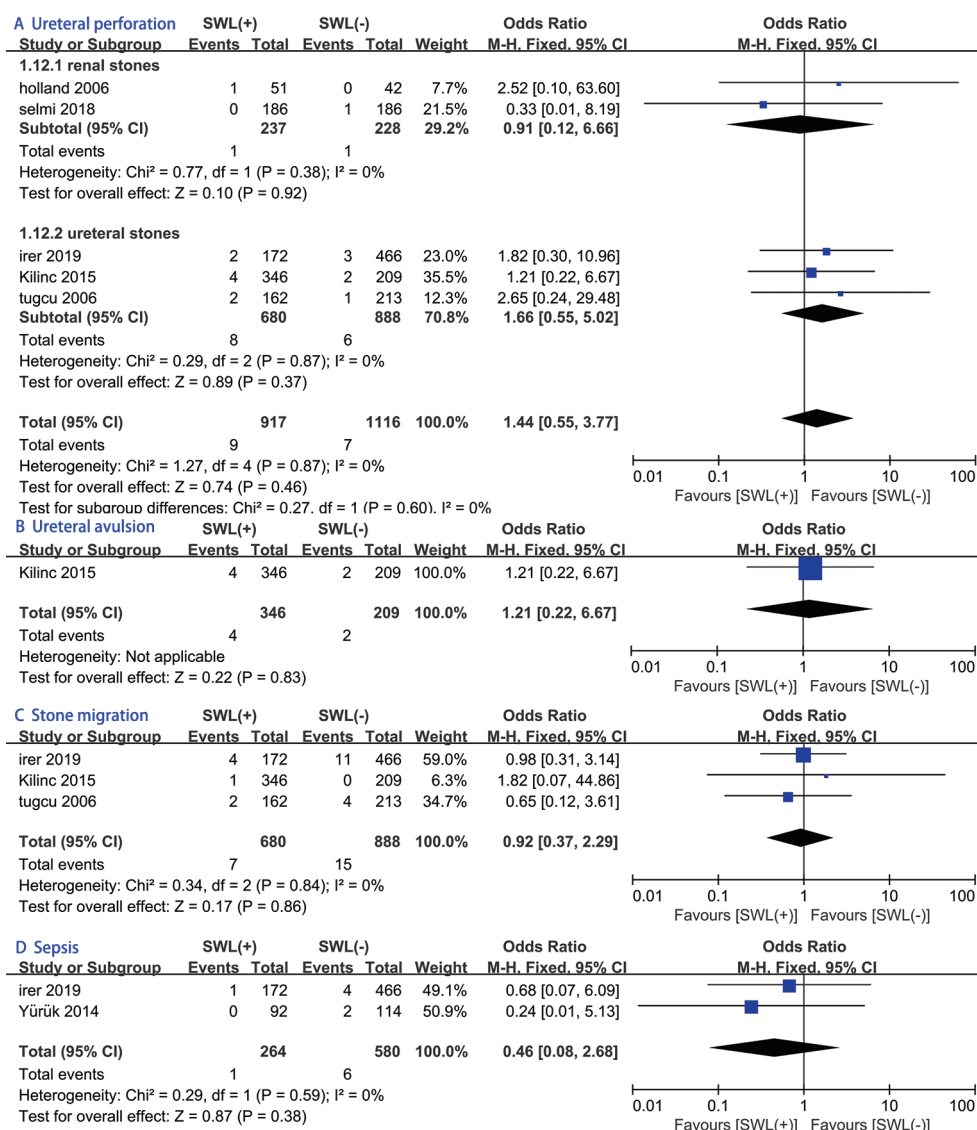 A Ureteral perforation SWL(+) SWL(-) Odds Ratio Odds Ratio
Study or Subgroup Events Total Events Total Weight M-H, Fixed, 95% CI M-H, Fixed, 95% CI
1.12.1 renal stones
holland 2006 1 51 0 42 7.7% 2.52 [0.10, 63.60]
selmi 2018 0 186 1 186 21.5% 0.33 [0.01, 8.19]
Subtotal (95% CI) 237 228 29.2% 0.91 [0.12, 6.66]
Total events 1 1
Heterogeneity: Chi² = 0.77, df = 1 (P = 0.38); I² = 0%
Test for overall effect: Z = 0.10 (P = 0.92)
1.12.2 ureteral stones
irer 2019 2 172 3 466 23.0% 1.82 [0.30, 10.96]
Kilinc 2015 4 346 2 209 35.5% 1.21 [0.22, 6.67]
tugcu 2006 2 162 1 213 12.3% 2.65 [0.24, 29.48]
Subtotal (95% CI) 680 888 70.8% 1.66 [0.55, 5.02]
Total events 8 6
Heterogeneity: Chi² = 0.29, df = 2 (P = 0.87); I² = 0%
Test for overall effect: Z = 0.89 (P = 0.37)
Total (95% CI) 917 1116 100.0% 1.44 [0.55, 3.77]
Total events 9 7
Heterogeneity: Chi² = 1.27, df = 4 (P = 0.87); I² = 0%
Test for overall effect: Z = 0.74 (P = 0.46)
Test for subgroup differences: Chi² = 0.27, df = 1 (P = 0.60), I² = 0%
0.01 0.1 1 10 100
Favours [SWL(+)] Favours [SWL(-)]
B Ureteral avulsion SWL(+) SWL(-) Odds Ratio Odds Ratio
Study or Subgroup Events Total Events Total Weight M-H, Fixed, 95% CI M-H, Fixed, 95% CI
Kilinc 2015 4 346 2 209 100.0% 1.21 [0.22, 6.67]
Total (95% CI) 346 209 100.0% 1.21 [0.22, 6.67]
Total events 4 2
Heterogeneity: Not applicable
Test for overall effect: Z = 0.22 (P = 0.83)
0.01 0.1 1 10 100
Favours [SWL(+)] Favours [SWL(-)]
C Stone migration SWL(+) SWL(-) Odds Ratio Odds Ratio
Study or Subgroup Events Total Events Total Weight M-H, Fixed, 95% CI M-H, Fixed, 95% CI
irer 2019 4 172 11 466 59.0% 0.98 [0.31, 3.14]
Kilinc 2015 1 346 0 209 6.3% 1.82 [0.07, 44.86]
tugcu 2006 2 162 4 213 34.7% 0.65 [0.12, 3.61]
Total (95% CI) 680 888 100.0% 0.92 [0.37, 2.29]
Total events 7 15
Heterogeneity: Chi² = 0.34, df = 2 (P = 0.84); I² = 0%
Test for overall effect: Z = 0.17 (P = 0.86)
0.01 0.1 1 10 100
Favours [SWL(+)] Favours [SWL(-)]
D Sepsis SWL(+) SWL(-) Odds Ratio Odds Ratio
Study or Subgroup Events Total Events Total Weight M-H, Fixed, 95% CI M-H, Fixed, 95% CI
irer 2019 1 172 4 466 49.1% 0.68 [0.07, 6.09]
Yürük 2014 0 92 2 114 50.9% 0.24 [0.01, 5.13]
Total (95% CI) 264 580 100.0% 0.46 [0.08, 2.68]
Total events 1 6
Heterogeneity: Chi² = 0.29, df = 1 (P = 0.59); I² = 0%
Test for overall effect: Z = 0.87 (P = 0.38)
0.01 0.1 1 10 100
Favours [SWL(+)] Favours [SWL(-)]